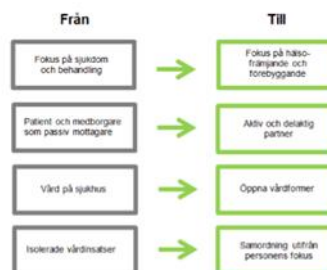 Från
Till
Fokus på sjukdom
och behandling
Fokus på hälso-
främjande och
förebyggande
Patient och medborgare
som passiv mottagare
Aktiv och delaktig
partner
Vård på sjukhus
Öppna vårdformer
Isolerade vårdinsatser
Samordning utifrån
personens fokus